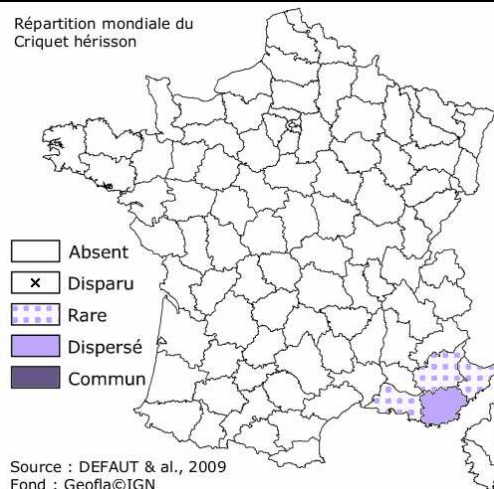 Répartition mondiale du
Criquet hérisson
Absent
Disparu
Rare
Dispersé
Commun
Source : DEFAUT & al., 2009
Fond : Geofla©IGN